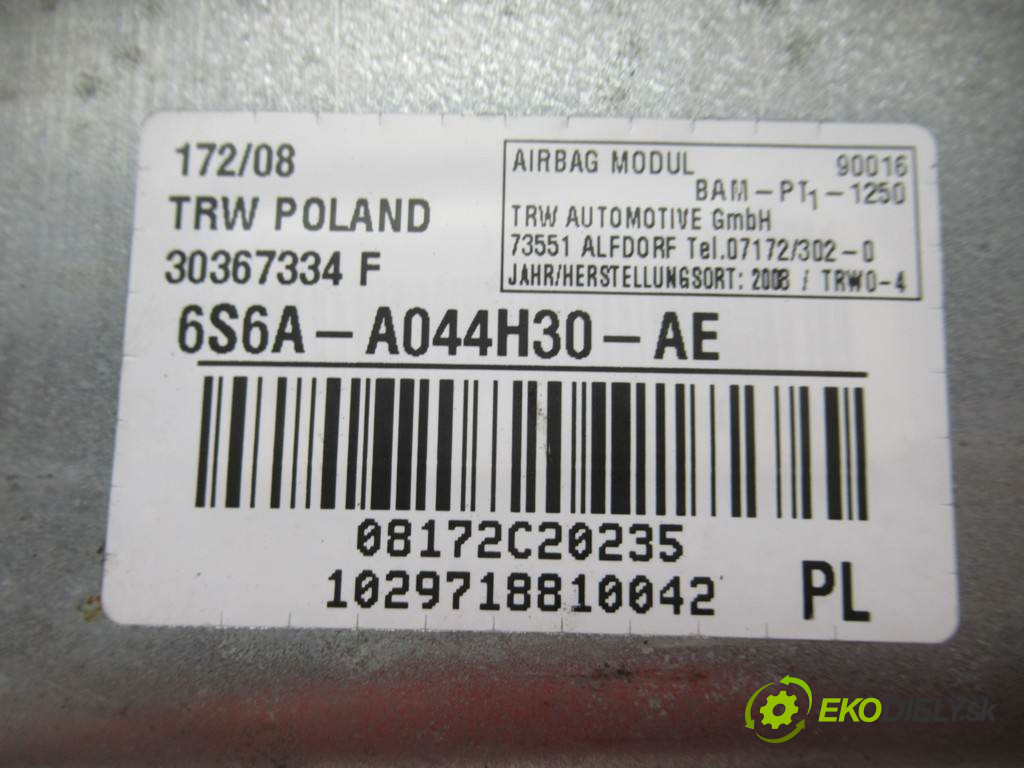 172/08
TRW POLAND
30367334 F
AIRBAG MODUL 90016
BAM-PT1-1250
TRW AUTOMOTIVE GmbH
73551 ALFDORF Tel.07172/302-0
JAHR/HERSTELLUNGSORT: 2008 / TRWO-4
6S6A-A044H30-AE
08172C20235
1029718810042
PL
EKODIELY.sk